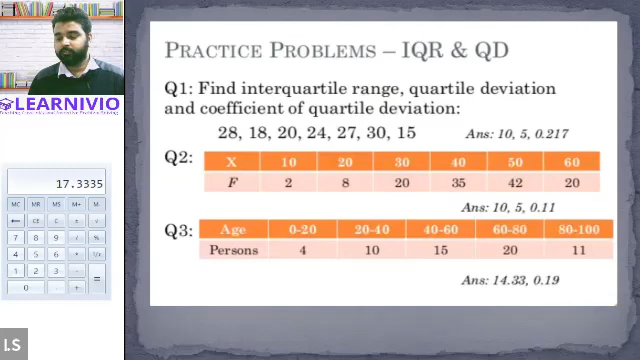 PRACTICE PROBLEMS – IQR & QD
Q1: Find interquartile range, quartile deviation
and coefficient of quartile deviation:
28, 18, 20, 24, 27, 30, 15 Ans: 10, 5, 0.217
Q2:
X 10 20 30 40 50 60
F 2 8 20 35 42 20
Ans: 10, 5, 0.11
Q3:
Age 0-20 20-40 40-60 60-80 80-100
Persons 4 10 15 20 11
Ans: 14.33, 0.19
LEARNIVIO
17.3335
MC MR MS M+ M-
← CE C ± √
7 8 9 / %
4 5 6 * 1/x
1 2 3 - =
0 . +
I.S